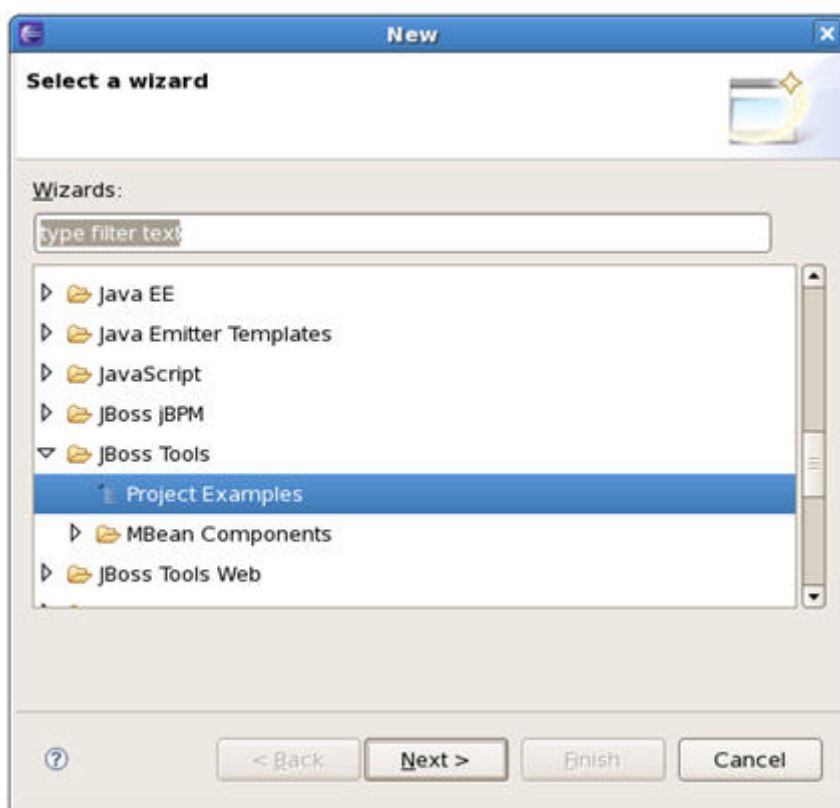 New
Select a wizard
Wizards:
type filter text
Java EE
Java Emitter Templates
JavaScript
JBoss jBPM
JBoss Tools
Project Examples
MBean Components
JBoss Tools Web
< Back Next > Finish Cancel